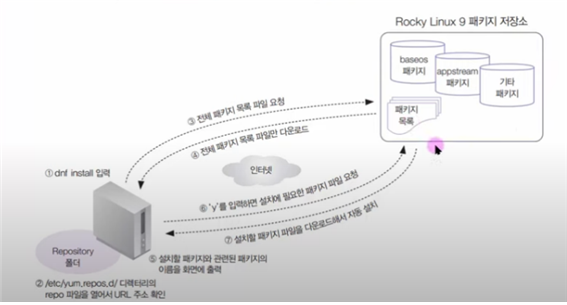 Rocky Linux 9 패키지 저장소
baseos
패키지
appstream
패키지
기타
패키지
패키지
목록
③ 전체 패키지 목록 파일 요청
④ 전체 패키지 목록 파일만 다운로드
인터넷
① dnf install 입력
⑥ 'y'를 입력하면 설치에 필요한 패키지 파일 요청
⑦ 설치할 패키지 파일을 다운로드해서 자동 설치
Repository
폴더
⑤ 설치할 패키지와 관련된 패키지의
이름을 화면에 출력
② /etc/yum.repos.d/ 디렉터리의
repo 파일을 열어서 URL 주소 확인